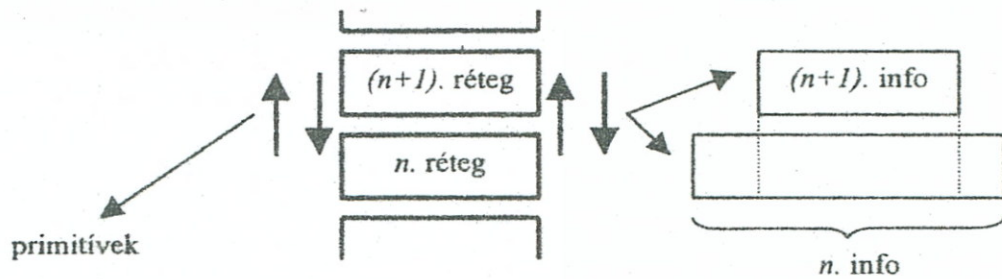 (n+1). réteg
(n+1). info
n. réteg
primitívek
n. info